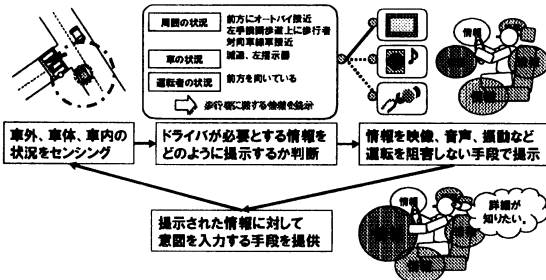 周囲の状況
前方にオートバイ接近
左手横断歩道上に歩行者
対向車線車接近
車の状況
減速、左指示器
運転者の状況
前方を向いている
歩行者に関する情報を提示
情報
車外、車体、車内の
状況をセンシング
ドライバが必要とする情報を
どのように提示するか判断
情報を映像、音声、振動など
運転を阻害しない手段で提示
提示された情報に対して
意図を入力する手段を提供
情報
詳細が
知りたい。